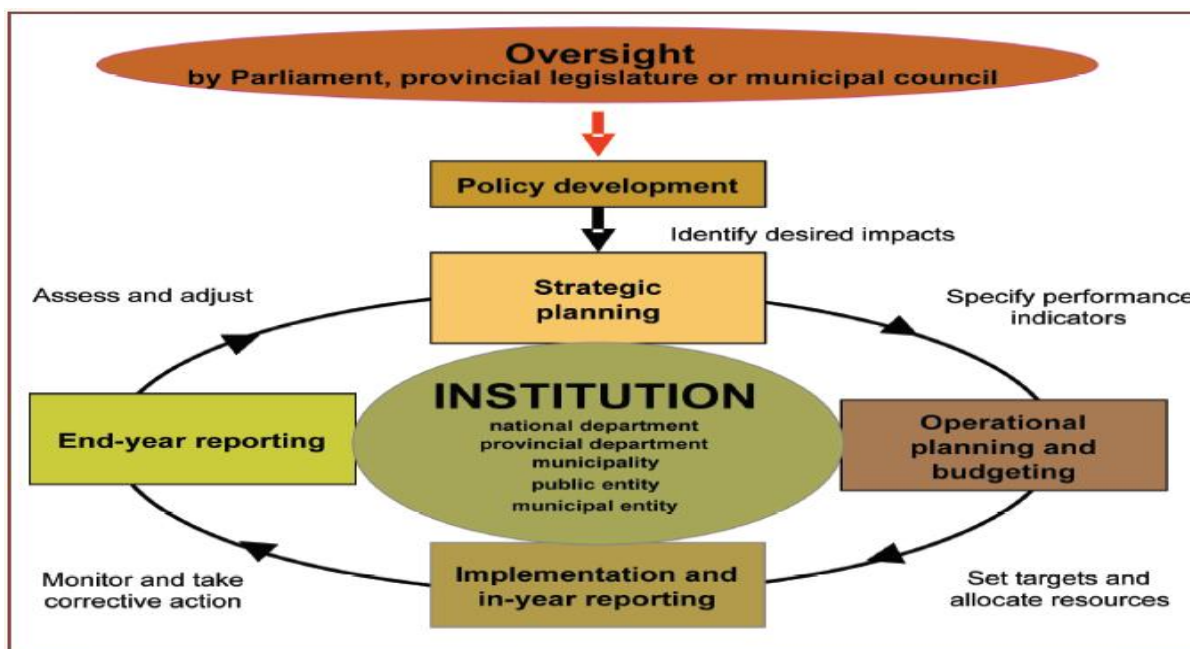 Oversight
by Parliament, provincial legislature or municipal council
Policy development
Identify desired impacts
Strategic
planning
Assess and adjust
Specify performance
indicators
INSTITUTION
national department
provincial department
municipality
public entity
municipal entity
End-year reporting
Operational
planning and
budgeting
Monitor and take
corrective action
Implementation and
in-year reporting
Set targets and
allocate resources